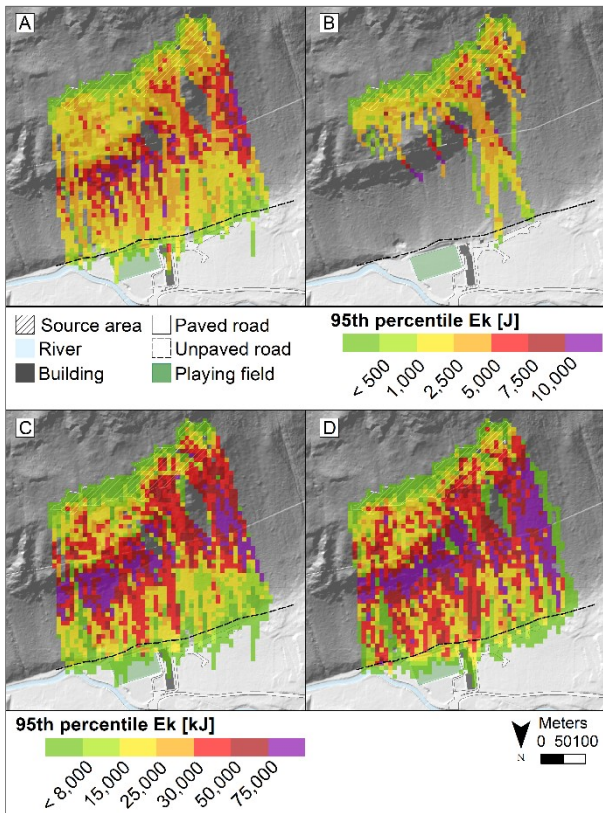 A
B
Source area
Paved road
River
Unpaved road
Building
Playing field
95th percentile Ek [J]
< 500
1,000
2,500
5,000
7,500
10,000
C
D
95th percentile Ek [kJ]
< 8,000
15,000
25,000
30,000
50,000
75,000
N
Meters
0 50100